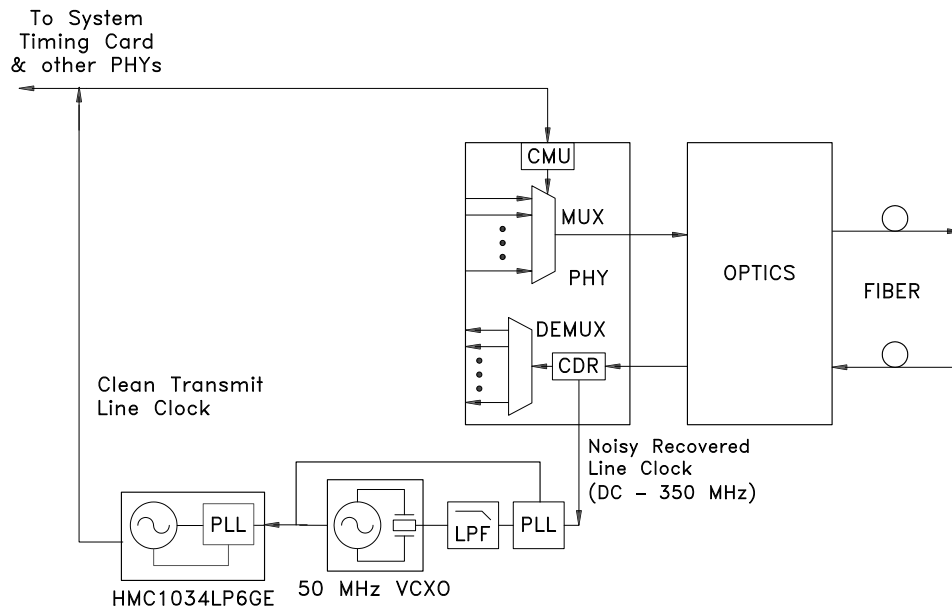 To System
Timing Card
& other PHYs
CMU
MUX
PHY
OPTICS
FIBER
DEMUX
CDR
Clean Transmit
Line Clock
Noisy Recovered
Line Clock
(DC - 350 MHz)
PLL
LPF
PLL
HMC1034LP6GE
50 MHz VCXO